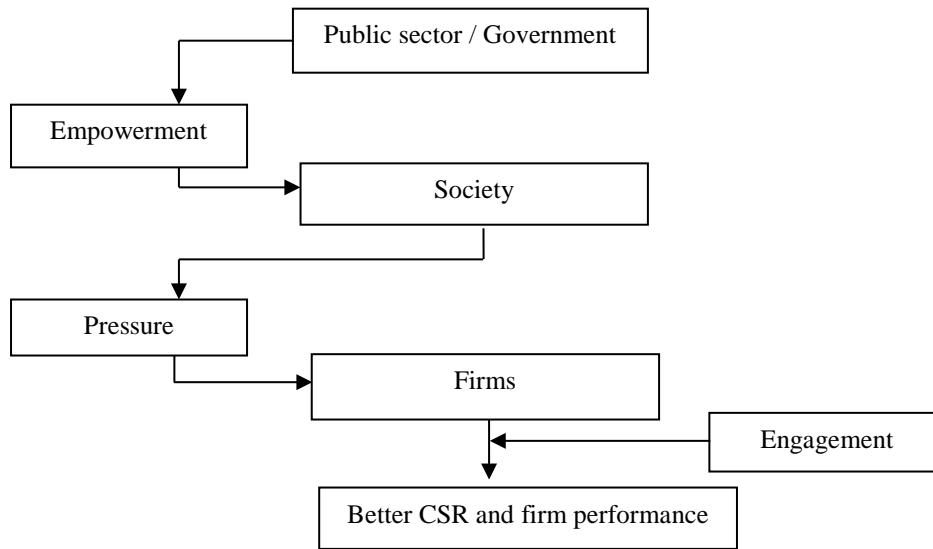 Public sector / Government
Empowerment
Society
Pressure
Firms
Engagement
Better CSR and firm performance